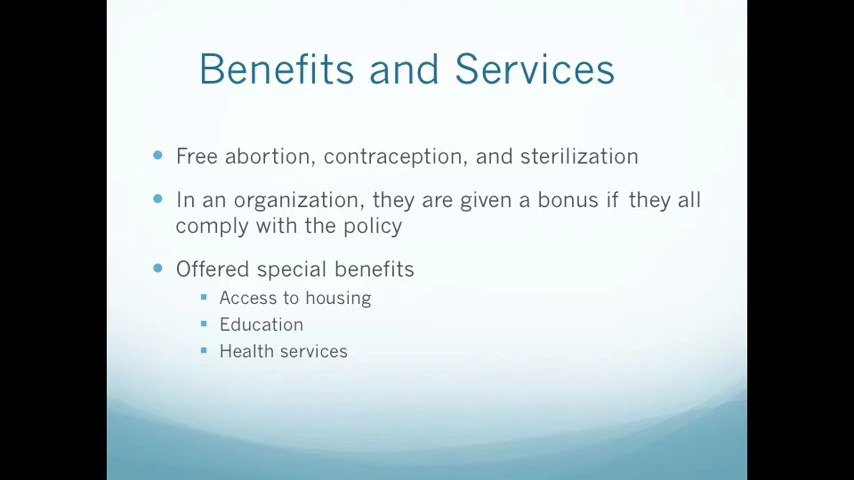 Benefits and Services
• Free abortion, contraception, and sterilization
• In an organization, they are given a bonus if they all
comply with the policy
• Offered special benefits
▪ Access to housing
▪ Education
▪ Health services